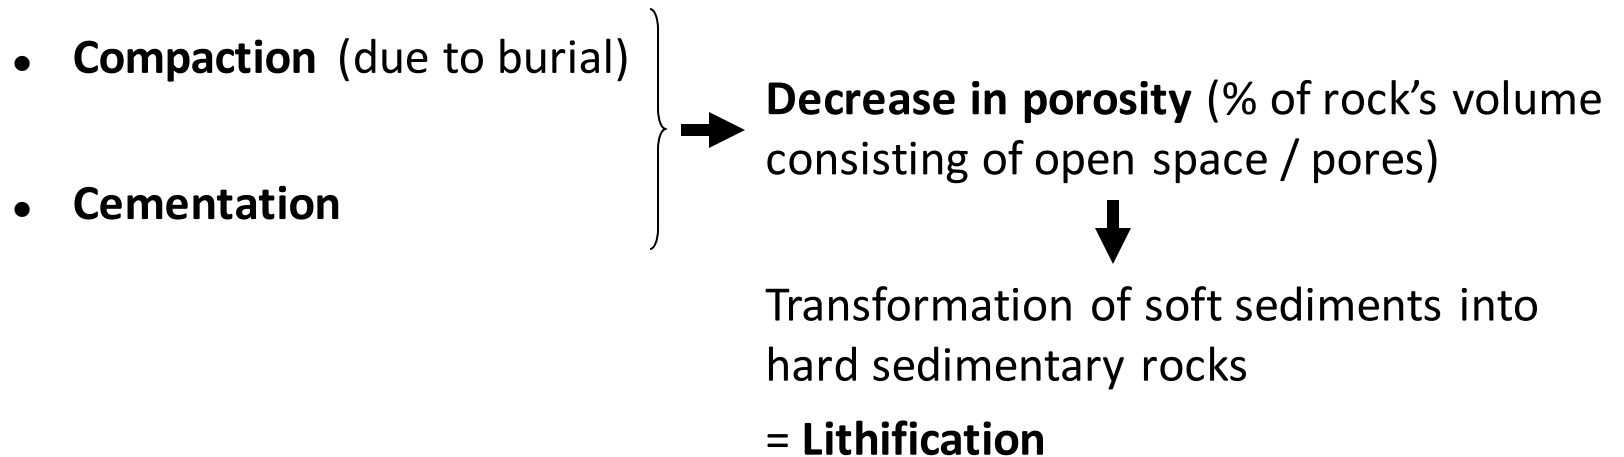 • Compaction (due to burial)
• Cementation
Decrease in porosity (% of rock’s volume
consisting of open space / pores)
Transformation of soft sediments into
hard sedimentary rocks
= Lithification